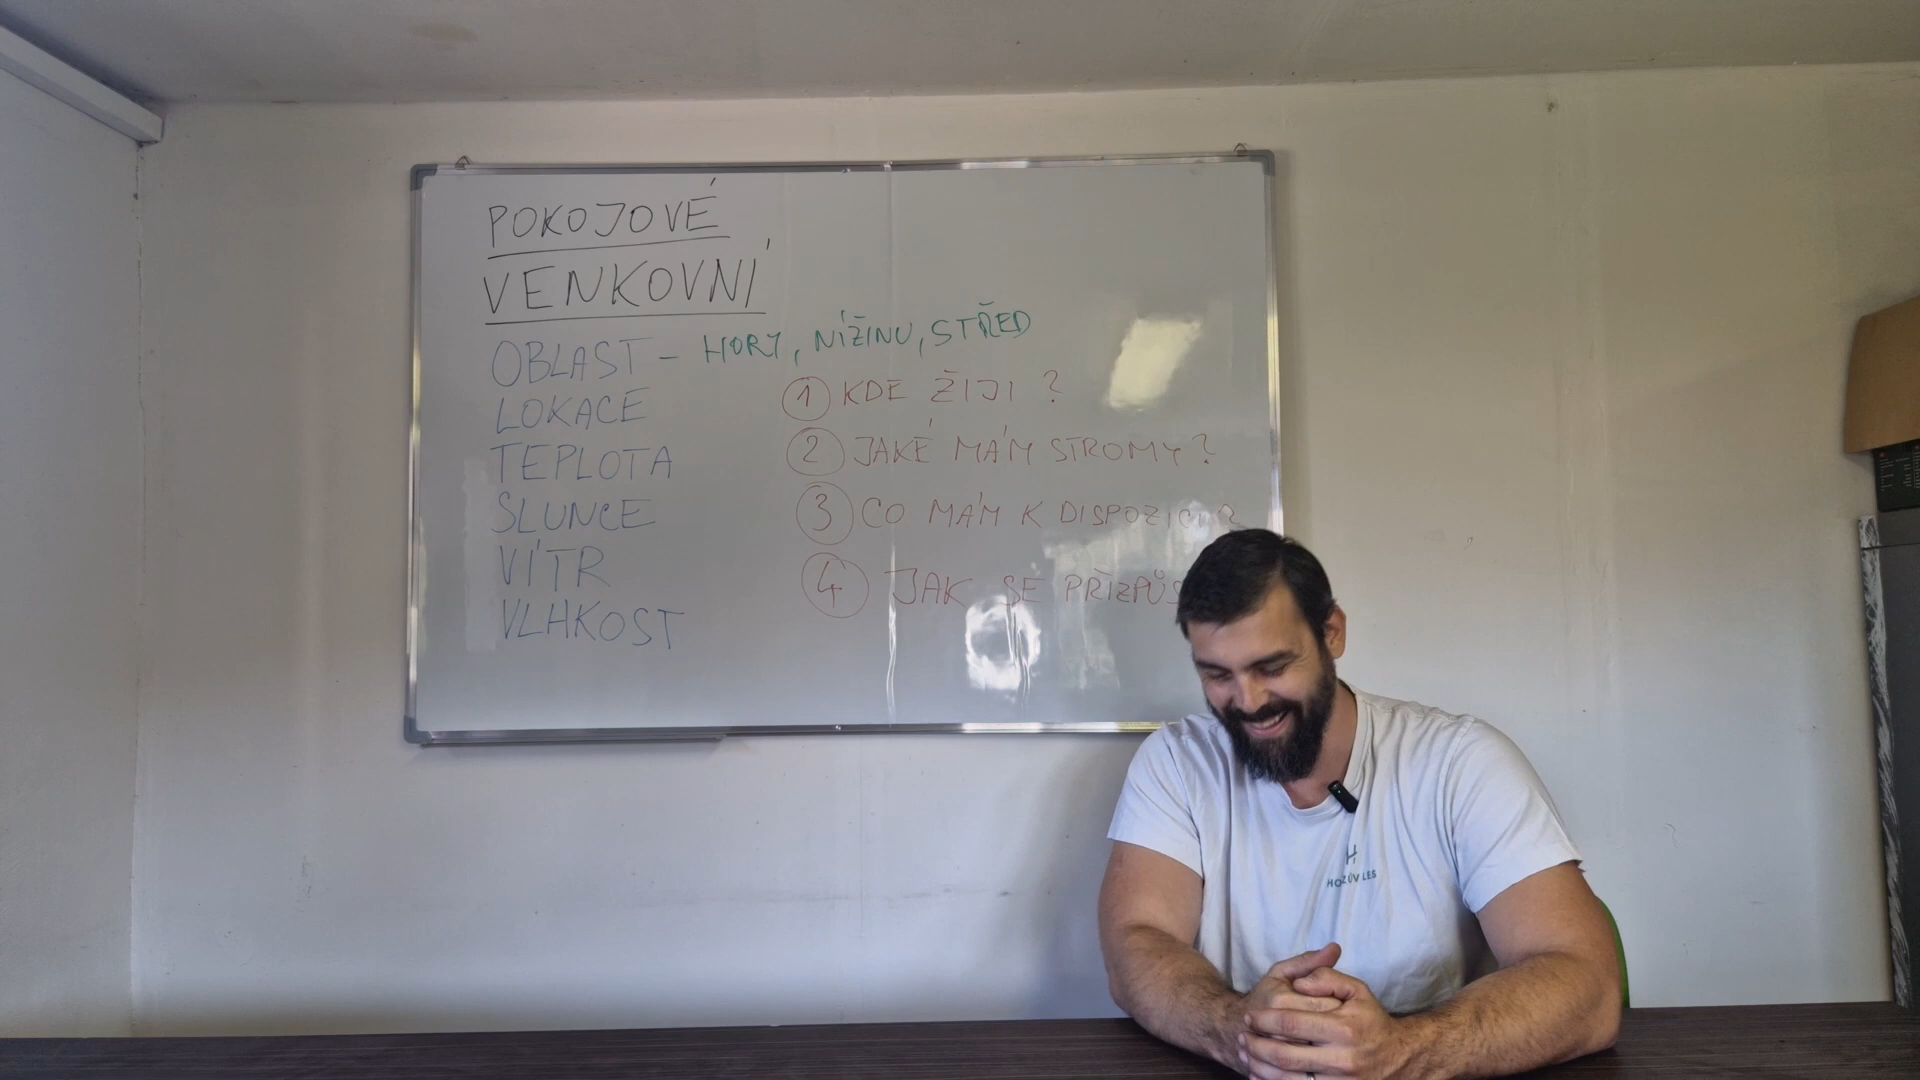 POKOJOVÉ
VENKOVNÍ
OBLAST – HORY, NÍŽINU, STŘED
LOKACE
TEPLOTA
SLUNCE
VÍTR
VLHKOST
1 KDE ŽIJI ?
2 JAKÉ MÁM STROMY ?
3 CO MÁM K DISPOZICI ?
4 JAK SE
H
LES